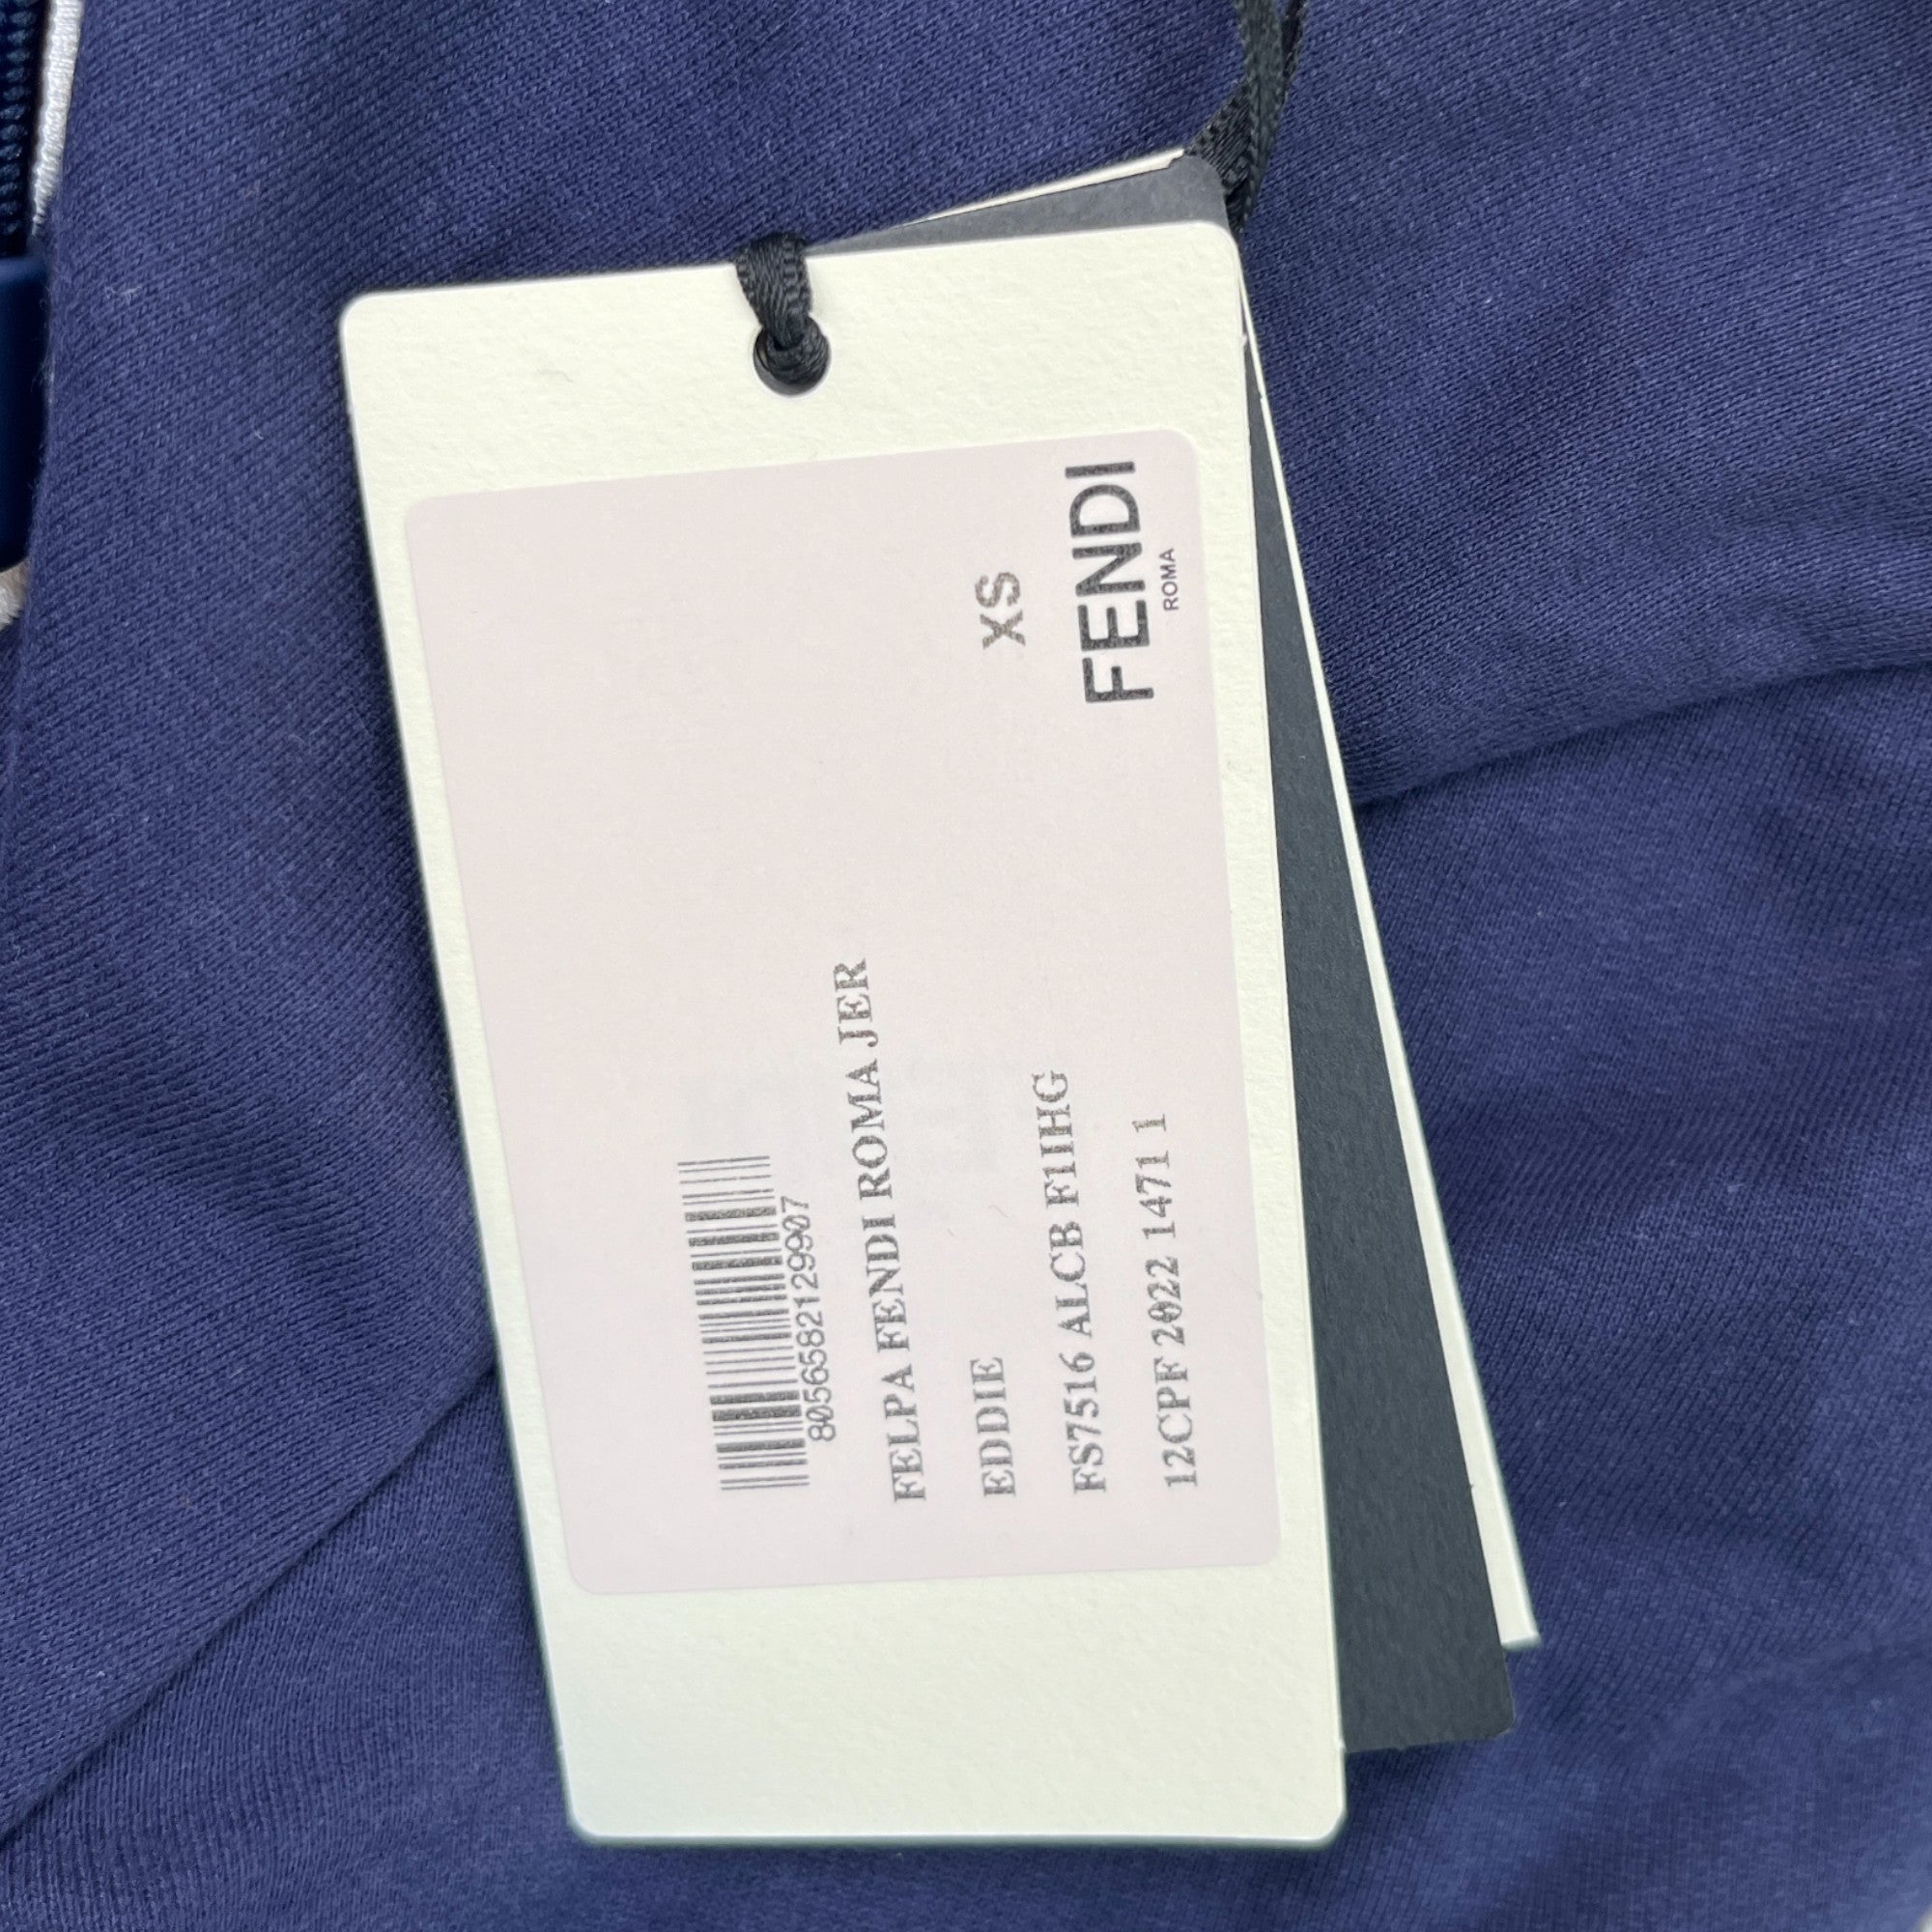 8056582129907
FELPA FENDI ROMA JER
EDDIE XS
FS7516 ALCB F1IHG
12CPF 2022 1471 1
FENDI
ROMA